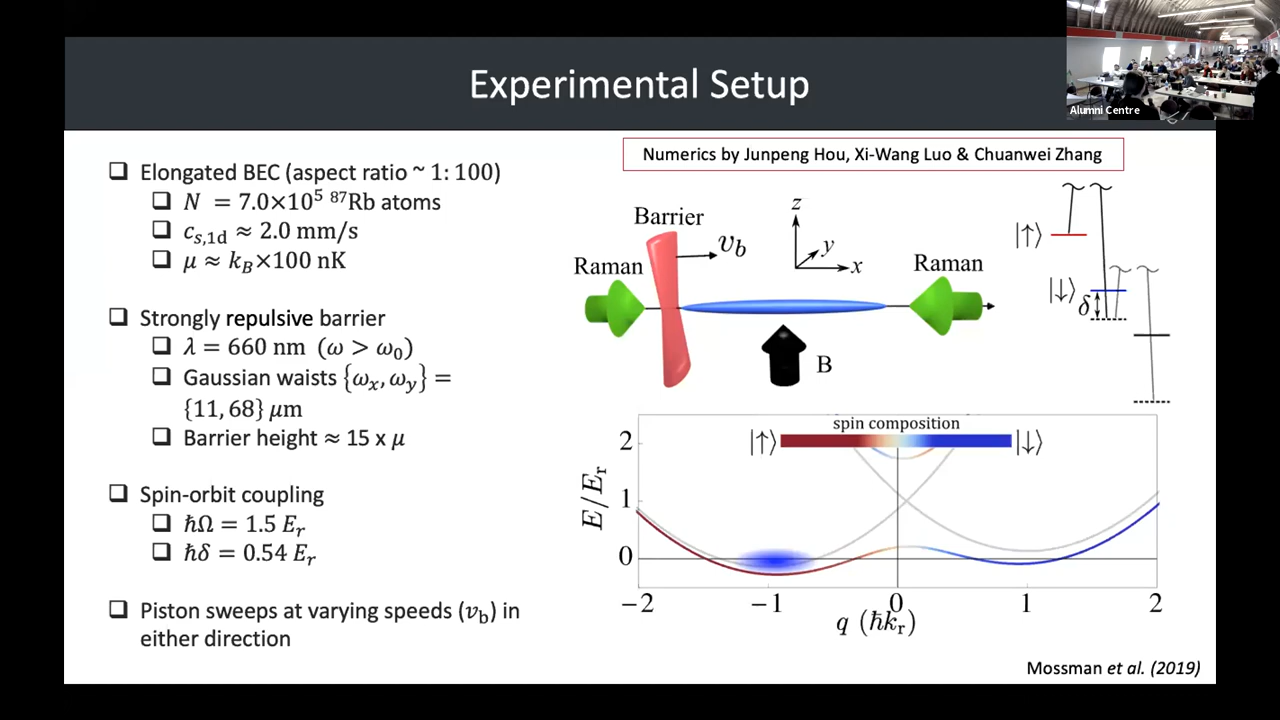 Experimental Setup
Alumni Centre
❑ Elongated BEC (aspect ratio ~ 1: 100)
❑ N = 7.0×10⁵ ⁸⁷Rb atoms
❑ c_{s,1d} ≈ 2.0 mm/s
❑ μ ≈ k_B×100 nK
❑ Strongly repulsive barrier
❑ λ = 660 nm (ω > ω₀)
❑ Gaussian waists {ω_x, ω_y} =
{11, 68} μm
❑ Barrier height ≈ 15 x μ
❑ Spin-orbit coupling
❑ ℏΩ = 1.5 E_r
❑ ℏδ = 0.54 E_r
❑ Piston sweeps at varying speeds (v_b) in
either direction
Numerics by Junpeng Hou, Xi-Wang Luo & Chuanwei Zhang
Barrier
v_b
z
y
x
Raman
Raman
B
|↑⟩
|↓⟩
δ
spin composition
|↑⟩
|↓⟩
E/E_r
2
1
0
−2
−1
0
1
2
q (ℏk_r)
Mossman et al. (2019)